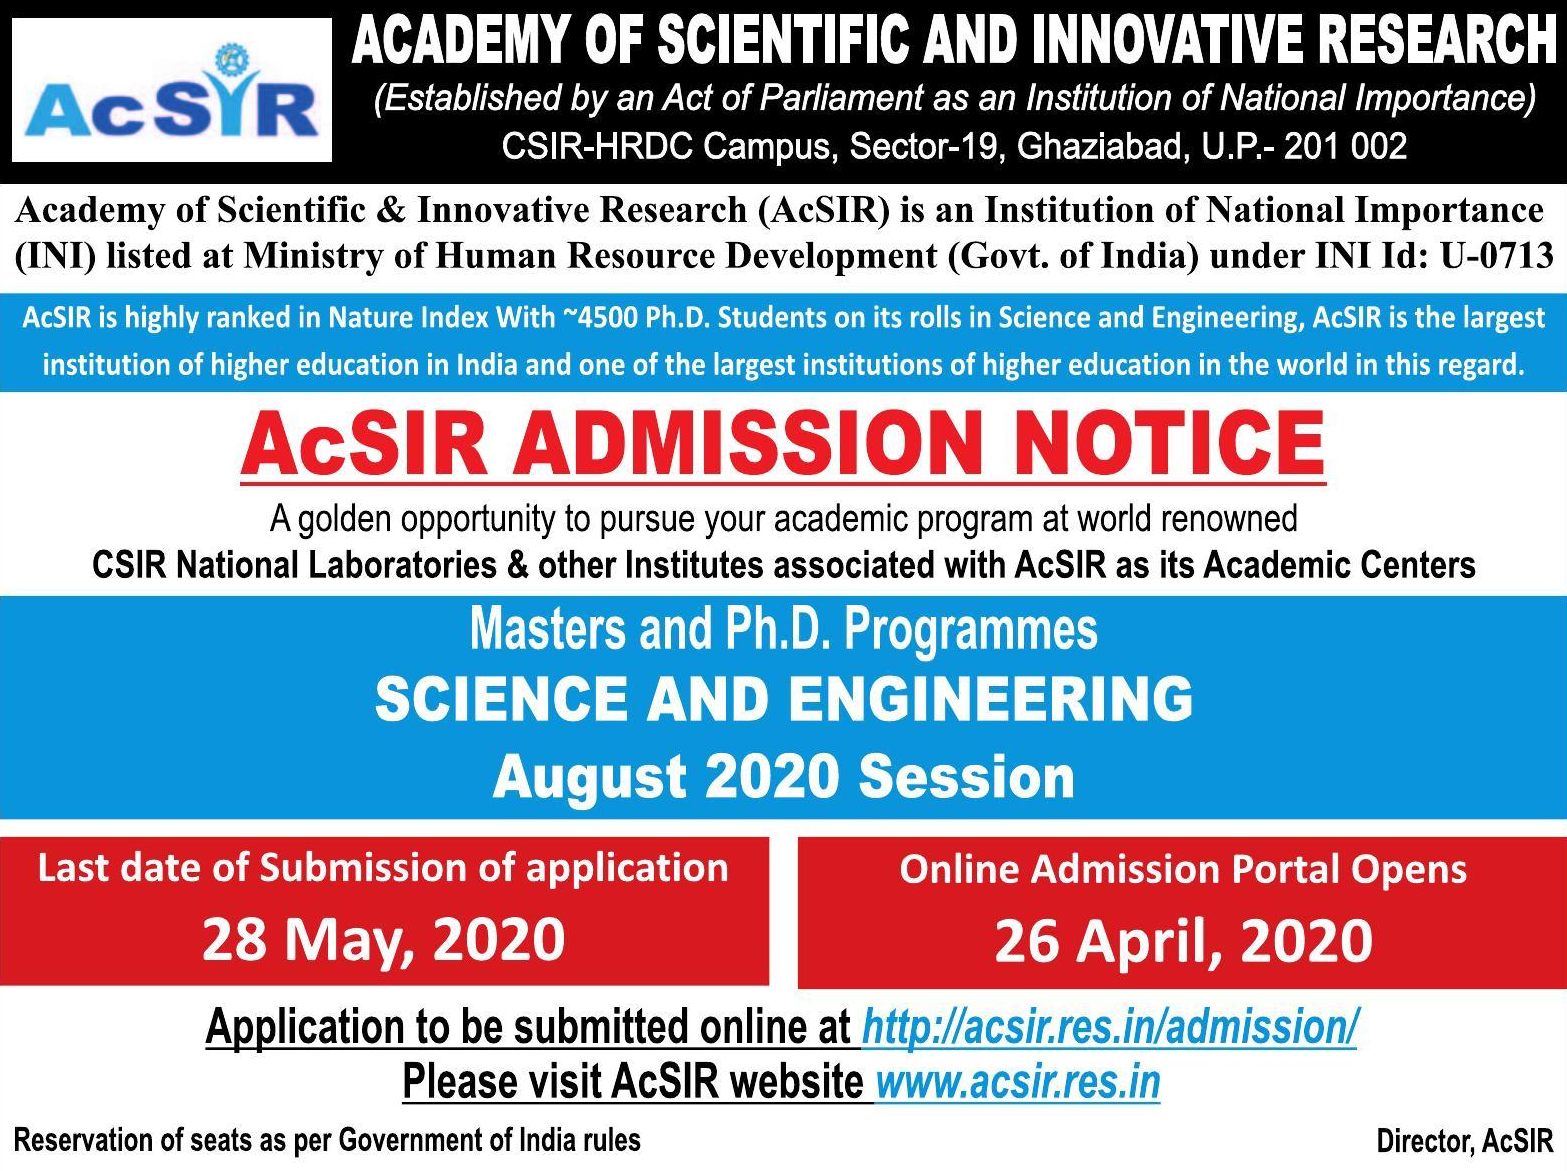 AcSIR
ACADEMY OF SCIENTIFIC AND INNOVATIVE RESEARCH
(Established by an Act of Parliament as an Institution of National Importance)
CSIR-HRDC Campus, Sector-19, Ghaziabad, U.P.- 201 002
Academy of Scientific & Innovative Research (AcSIR) is an Institution of National Importance
(INI) listed at Ministry of Human Resource Development (Govt. of India) under INI Id: U-0713
AcSIR is highly ranked in Nature Index With ~4500 Ph.D. Students on its rolls in Science and Engineering, AcSIR is the largest
institution of higher education in India and one of the largest institutions of higher education in the world in this regard.
AcSIR ADMISSION NOTICE
A golden opportunity to pursue your academic program at world renowned
CSIR National Laboratories & other Institutes associated with AcSIR as its Academic Centers
Masters and Ph.D. Programmes
SCIENCE AND ENGINEERING
August 2020 Session
Last date of Submission of application
28 May, 2020
Online Admission Portal Opens
26 April, 2020
Application to be submitted online at http://acsir.res.in/admission/
Please visit AcSIR website www.acsir.res.in
Reservation of seats as per Government of India rules
Director, AcSIR